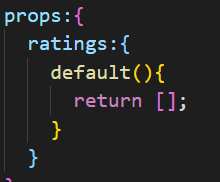 props:{
ratings:{
default(){
return [];
}
}
}